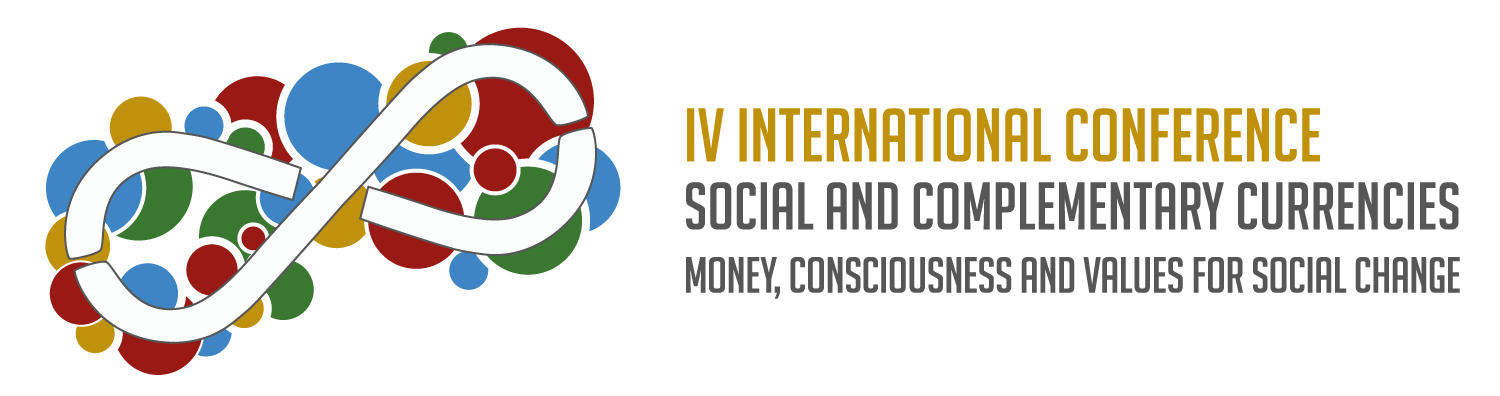 IV INTERNATIONAL CONFERENCE
SOCIAL AND COMPLEMENTARY CURRENCIES
MONEY, CONSCIOUSNESS AND VALUES FOR SOCIAL CHANGE